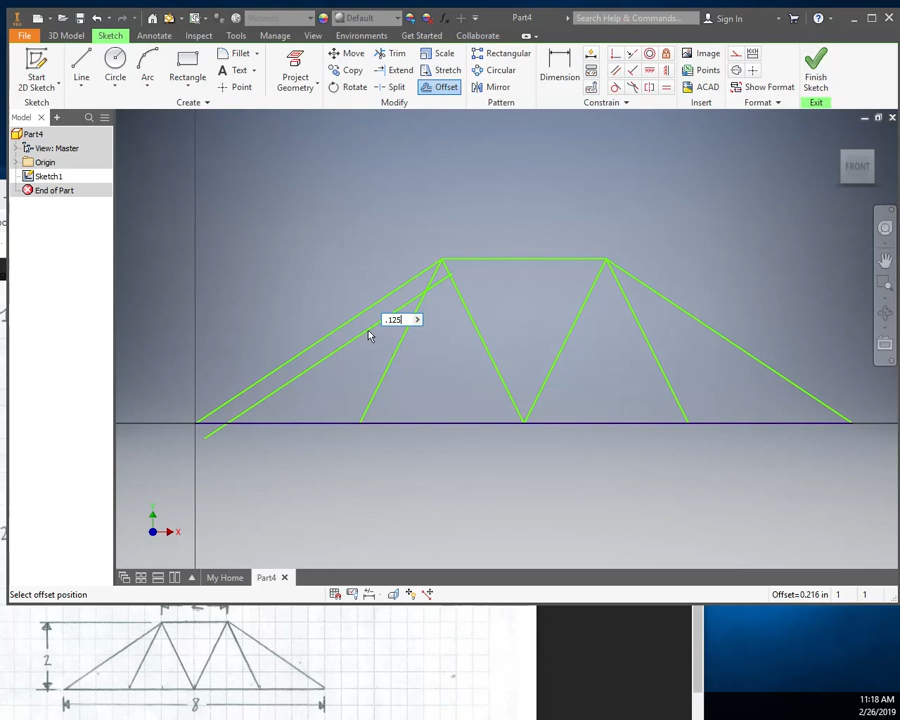 Materials
Default
Part4
Search Help & Commands...
Sign In
PRO
File
3D Model
Sketch
Annotate
Inspect
Tools
Manage
View
Environments
Get Started
Collaborate
Start
2D Sketch
Line
Circle
Arc
Rectangle
Fillet
Text
Point
Project
Geometry
Move
Copy
Rotate
Trim
Extend
Split
Scale
Stretch
Offset
Rectangular
Circular
Mirror
Dimension
Image
Points
ACAD
Show Format
Finish
Sketch
Sketch
Create
Modify
Pattern
Constrain
Insert
Format
Exit
Model
Part4
View: Master
Origin
Sketch1
End of Part
FRONT
.125
X
My Home
Part4
Select offset position
Offset=0.216 in
1
1
2
8
11:18 AM
2/26/2019